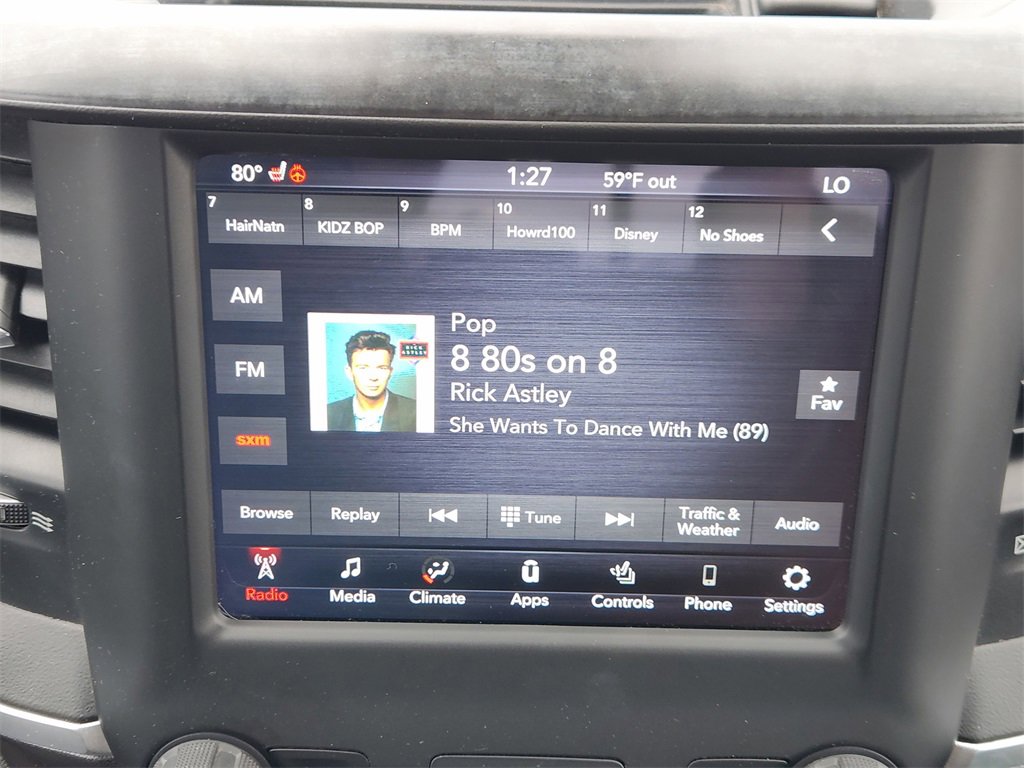 80° 1:27 59°F out LO
7 HairNatn 8 KIDZ BOP 9 BPM 10 Howrd100 11 Disney 12 No Shoes
AM
FM
sxm
RICK
ASTLEY
Pop
8 80s on 8
Rick Astley
She Wants To Dance With Me (89)
Fav
Browse Replay Tune Traffic & Weather Audio
Radio Media Climate Apps Controls Phone Settings